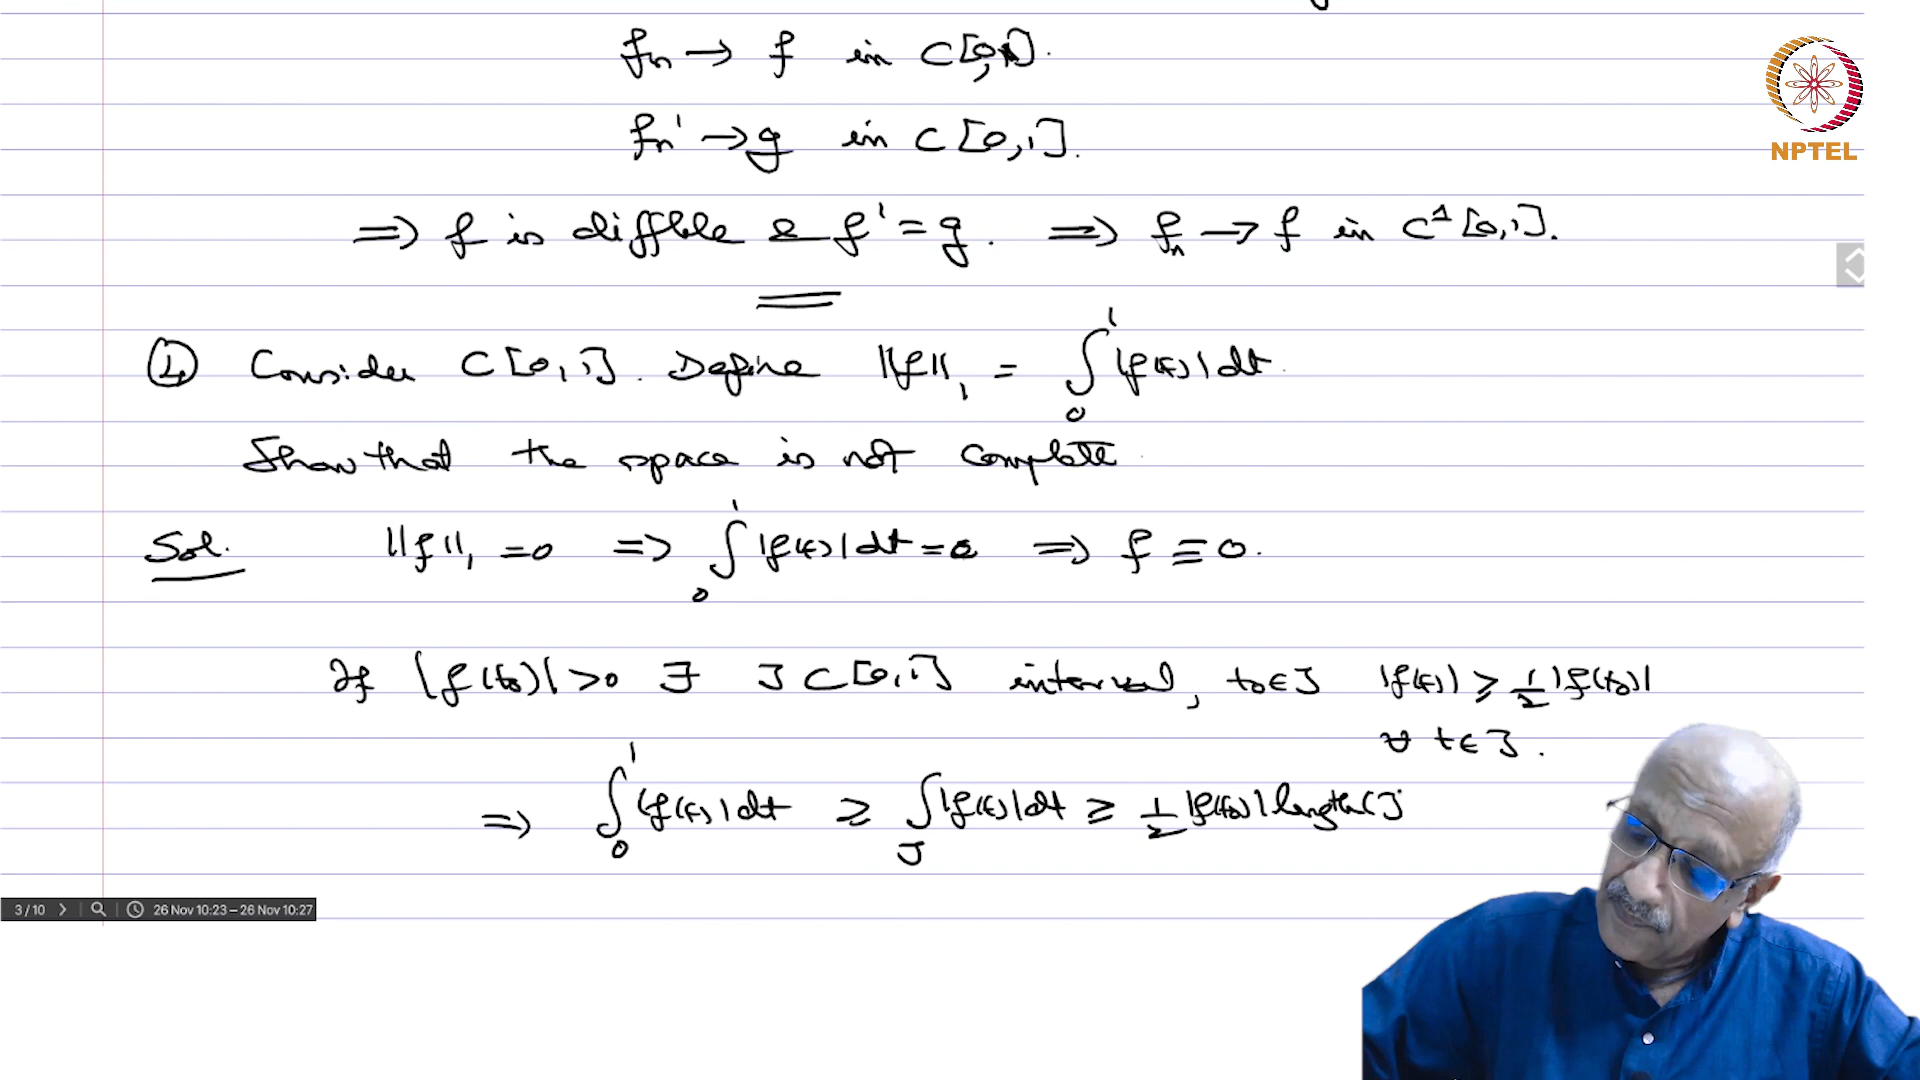 fn → f in C[0,1].
NPTEL
fn' → g in C[0,1].
⇒ f is diffble & f' = g. ⇒ fn → f in C¹[0,1].
Consider C[0,1]. Define ||f||₁ = ∫₀¹ |f(t)| dt.
Show that the space is not complete.
Sol. ||f||₁ = 0 ⇒ ∫₀¹ |f(t)| dt = 0 ⇒ f ≡ 0.
If |f(t₀)| > 0 ∃ J ⊂ [0,1] interval, t₀ ∈ J |f(t)| ≥ 1/2 |f(t₀)|
∀ t ∈ J.
⇒ ∫₀¹ |f(t)| dt ≥ ∫_J |f(t)| dt ≥ 1/2 |f(t₀)| length(J
3 / 10 26 Nov 10:23 – 26 Nov 10:27